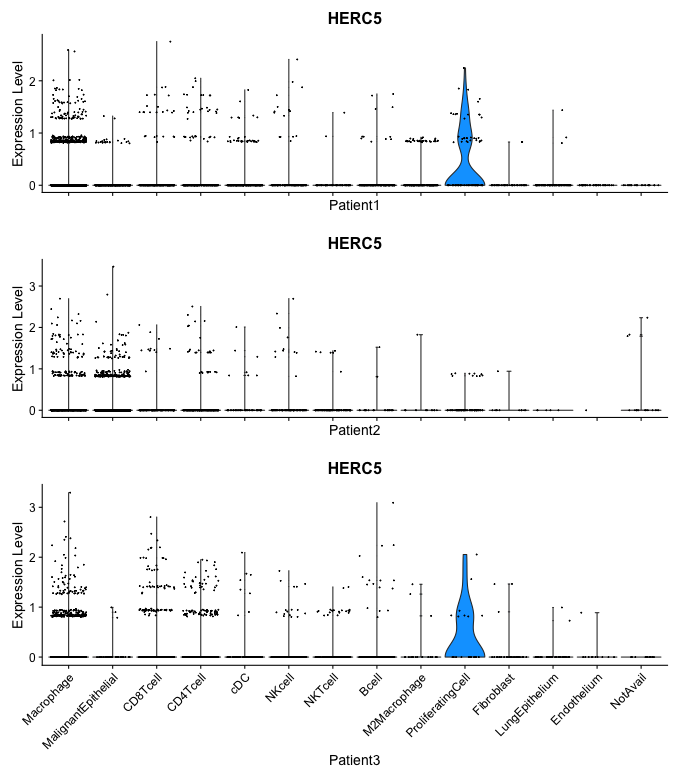 HERC5
Expression Level
2
1
0
Patient1
HERC5
Expression Level
3
2
1
0
Patient2
HERC5
Expression Level
3
2
1
0
Macrophage
MalignantEpithelial
CD8Tcell
CD4Tcell
cDC
NKcell
NKTcell
Bcell
M2Macrophage
ProliferatingCell
Fibroblast
LungEpithelium
Endothelium
NotAvail
Patient3